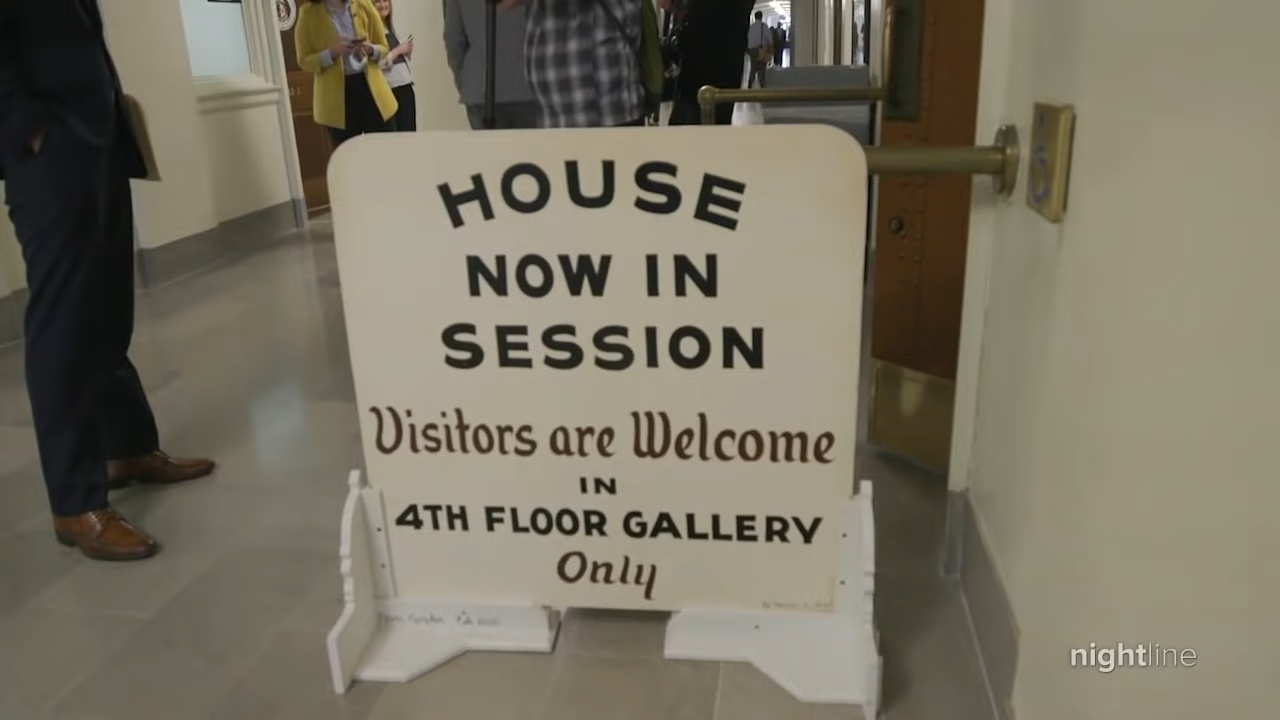 HOUSE
NOW IN
SESSION
Visitors are Welcome
IN
4TH FLOOR GALLERY
Only
nightline